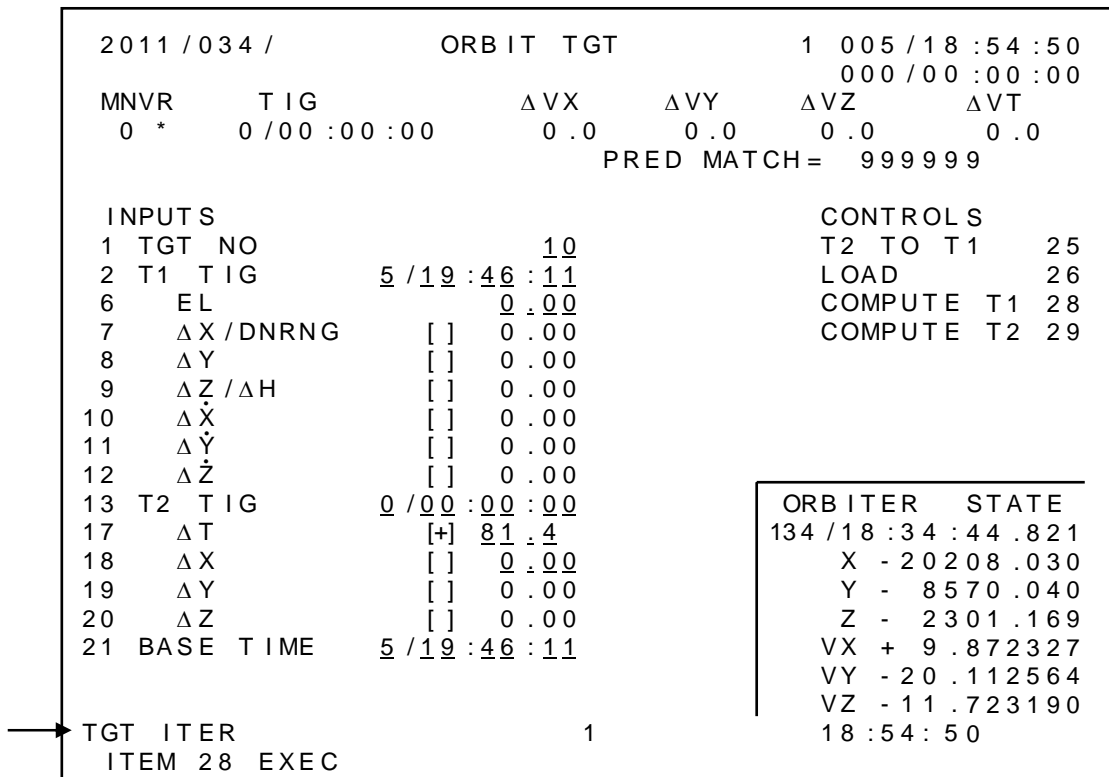 2011/034/ ORBIT TGT 1 005/18:54:50
000/00:00:00
MNVR TIG ΔVX ΔVY ΔVZ ΔVT
0 * 0/00:00:00 0.0 0.0 0.0 0.0
PRED MATCH= 999999
INPUTS CONTROLS
1 TGT NO 10 T2 TO T1 25
2 T1 TIG 5/19:46:11 LOAD 26
6 EL 0.00 COMPUTE T1 28
7 ΔX/DNRNG [ ] 0.00 COMPUTE T2 29
8 ΔY [ ] 0.00
9 ΔZ/ΔH [ ] 0.00
10 ΔẊ [ ] 0.00
11 ΔẎ [ ] 0.00
12 ΔŻ [ ] 0.00
13 T2 TIG 0/00:00:00 ORBITER STATE
17 ΔT [+] 81.4 134/18:34:44.821
18 ΔX [ ] 0.00 X -20208.030
19 ΔY [ ] 0.00 Y - 8570.040
20 ΔZ [ ] 0.00 Z - 2301.169
21 BASE TIME 5/19:46:11 VX + 9.872327
VY -20.112564
VZ -11.723190
TGT ITER 1 18:54:50
ITEM 28 EXEC